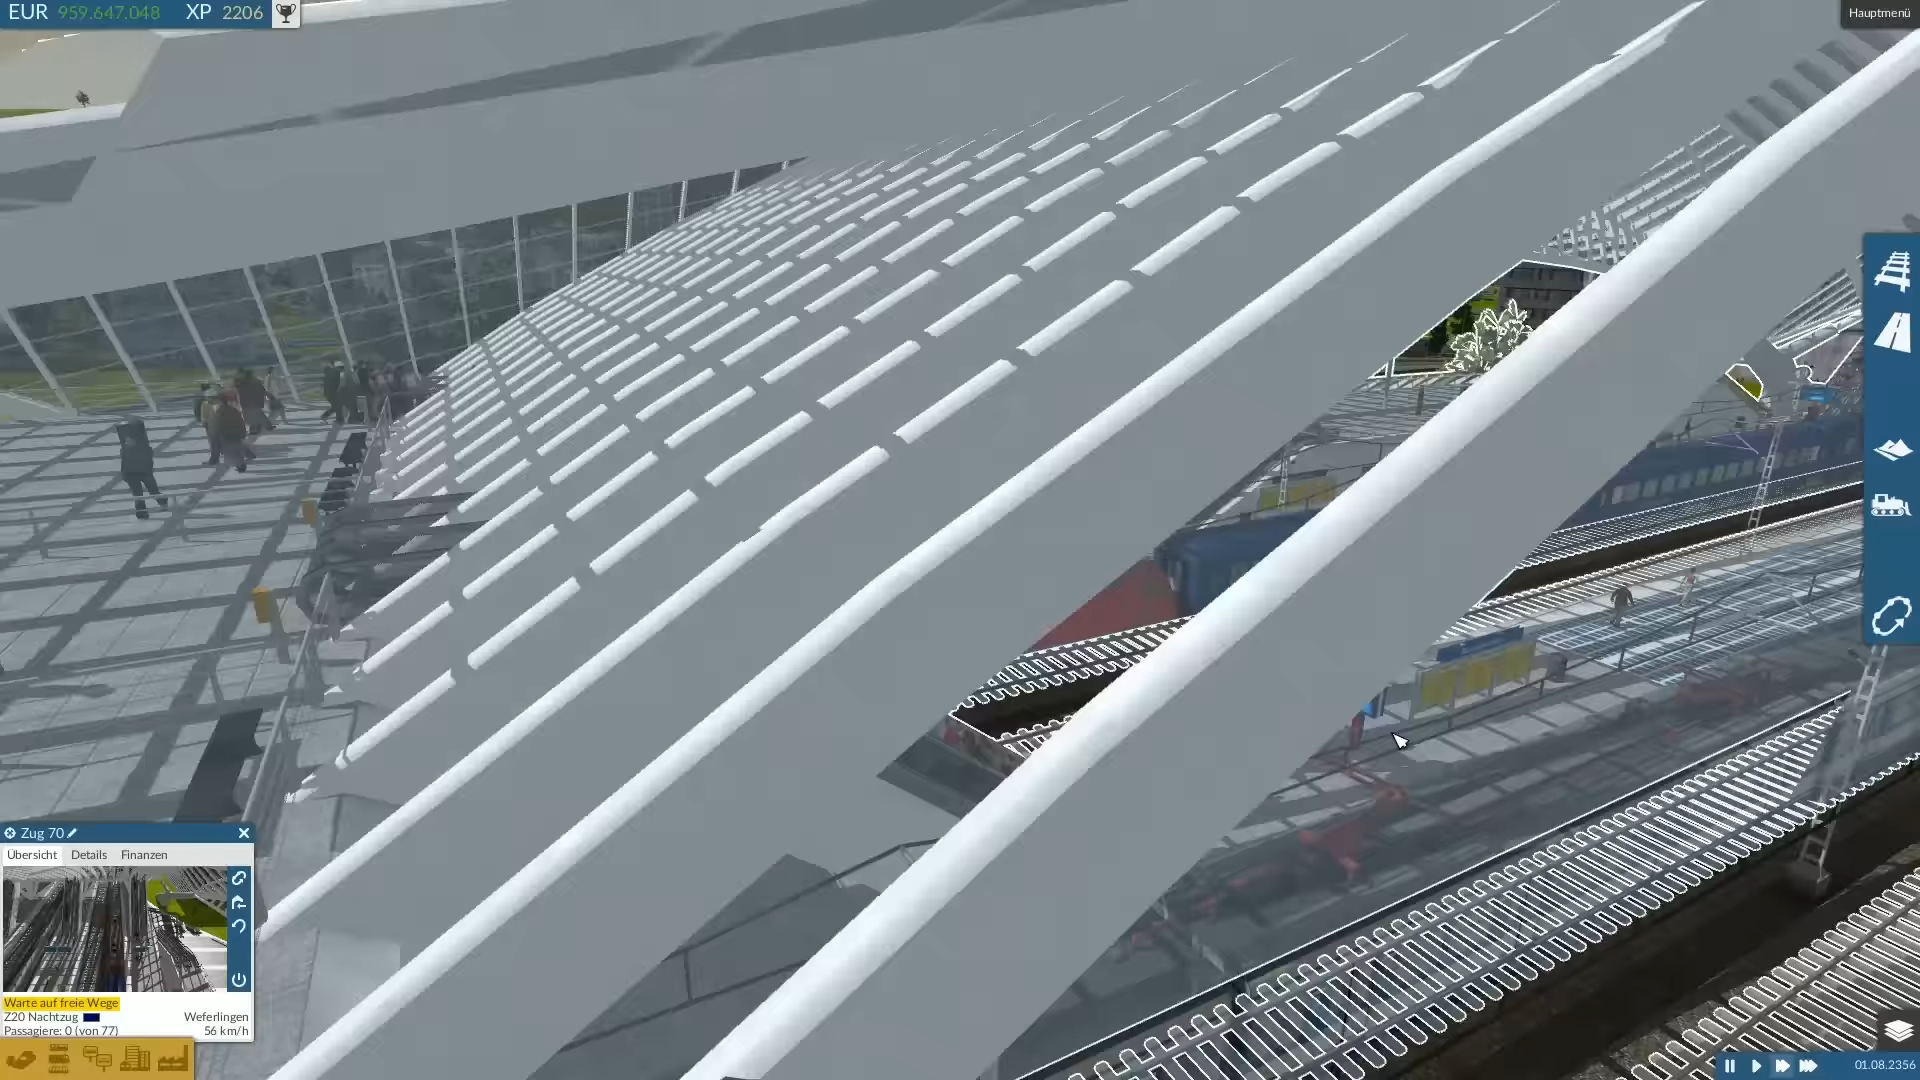 EUR 959.647.048 XP 2206
Hauptmenü
Zug 70
Übersicht Details Finanzen
Warte auf freie Wege
Z20 Nachtzug Weferlingen
Passagiere: 0 (von 77) 56 km/h
01.08.2356